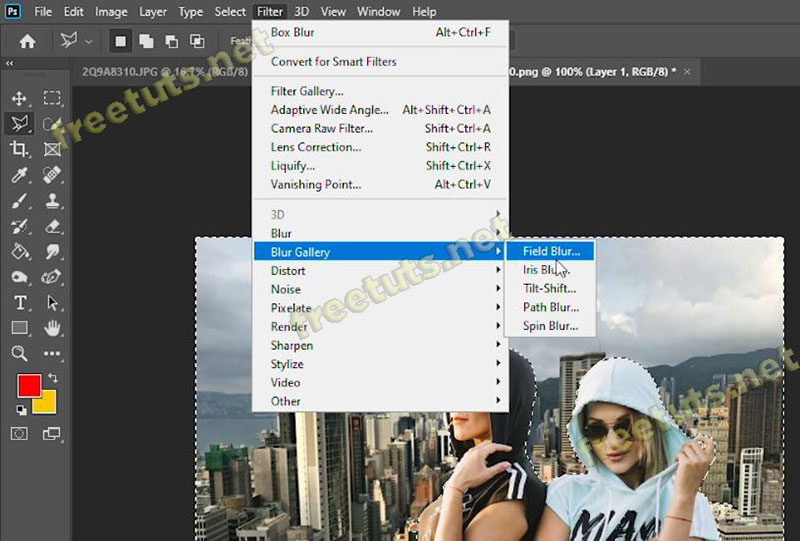 Ps File Edit Image Layer Type Select Filter 3D View Window Help
Box Blur Alt+Ctrl+F
Convert for Smart Filters
2Q9A8310.JPG @ 16,7% (RGB/8) 0.png @ 100% (Layer 1, RGB/8) * ×
Filter Gallery...
Adaptive Wide Angle... Alt+Shift+Ctrl+A
Camera Raw Filter... Shift+Ctrl+A
Lens Correction... Shift+Ctrl+R
Liquify... Shift+Ctrl+X
Vanishing Point... Alt+Ctrl+V
3D
Blur
Blur Gallery
Distort
Noise
Pixelate
Render
Sharpen
Stylize
Video
Other
Field Blur...
Iris Blur...
Tilt-Shift...
Path Blur...
Spin Blur...
freetuts.net
freetuts.net
freetuts.net